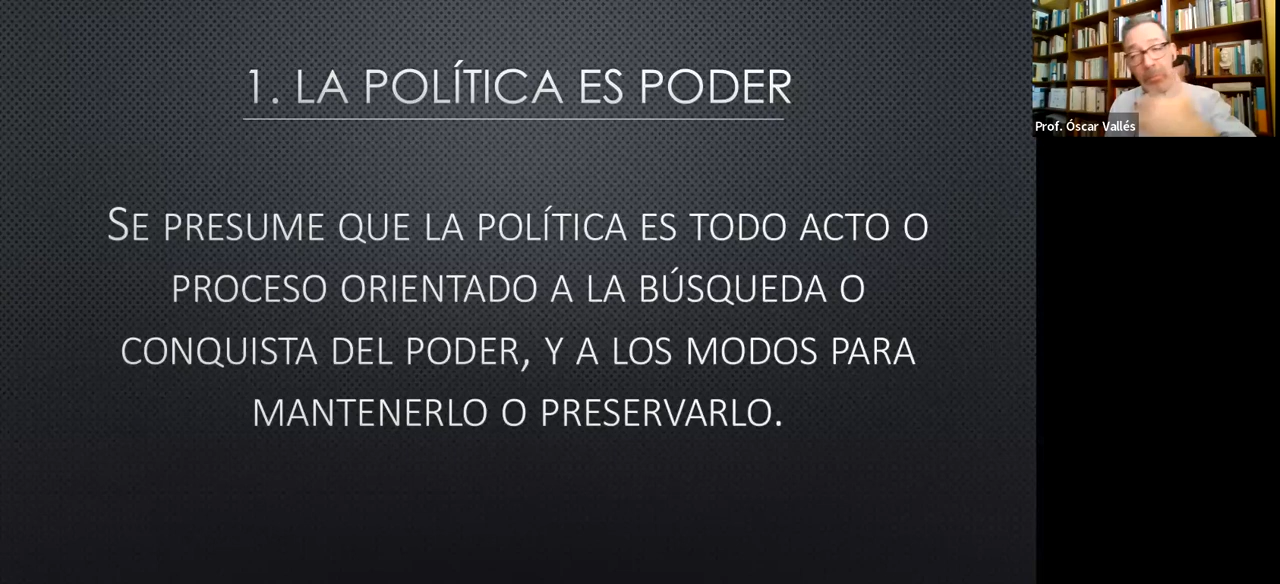 1. LA POLÍTICA ES PODER
SE PRESUME QUE LA POLÍTICA ES TODO ACTO O
PROCESO ORIENTADO A LA BÚSQUEDA O
CONQUISTA DEL PODER, Y A LOS MODOS PARA
MANTENERLO O PRESERVARLO.
Prof. Óscar Vallés